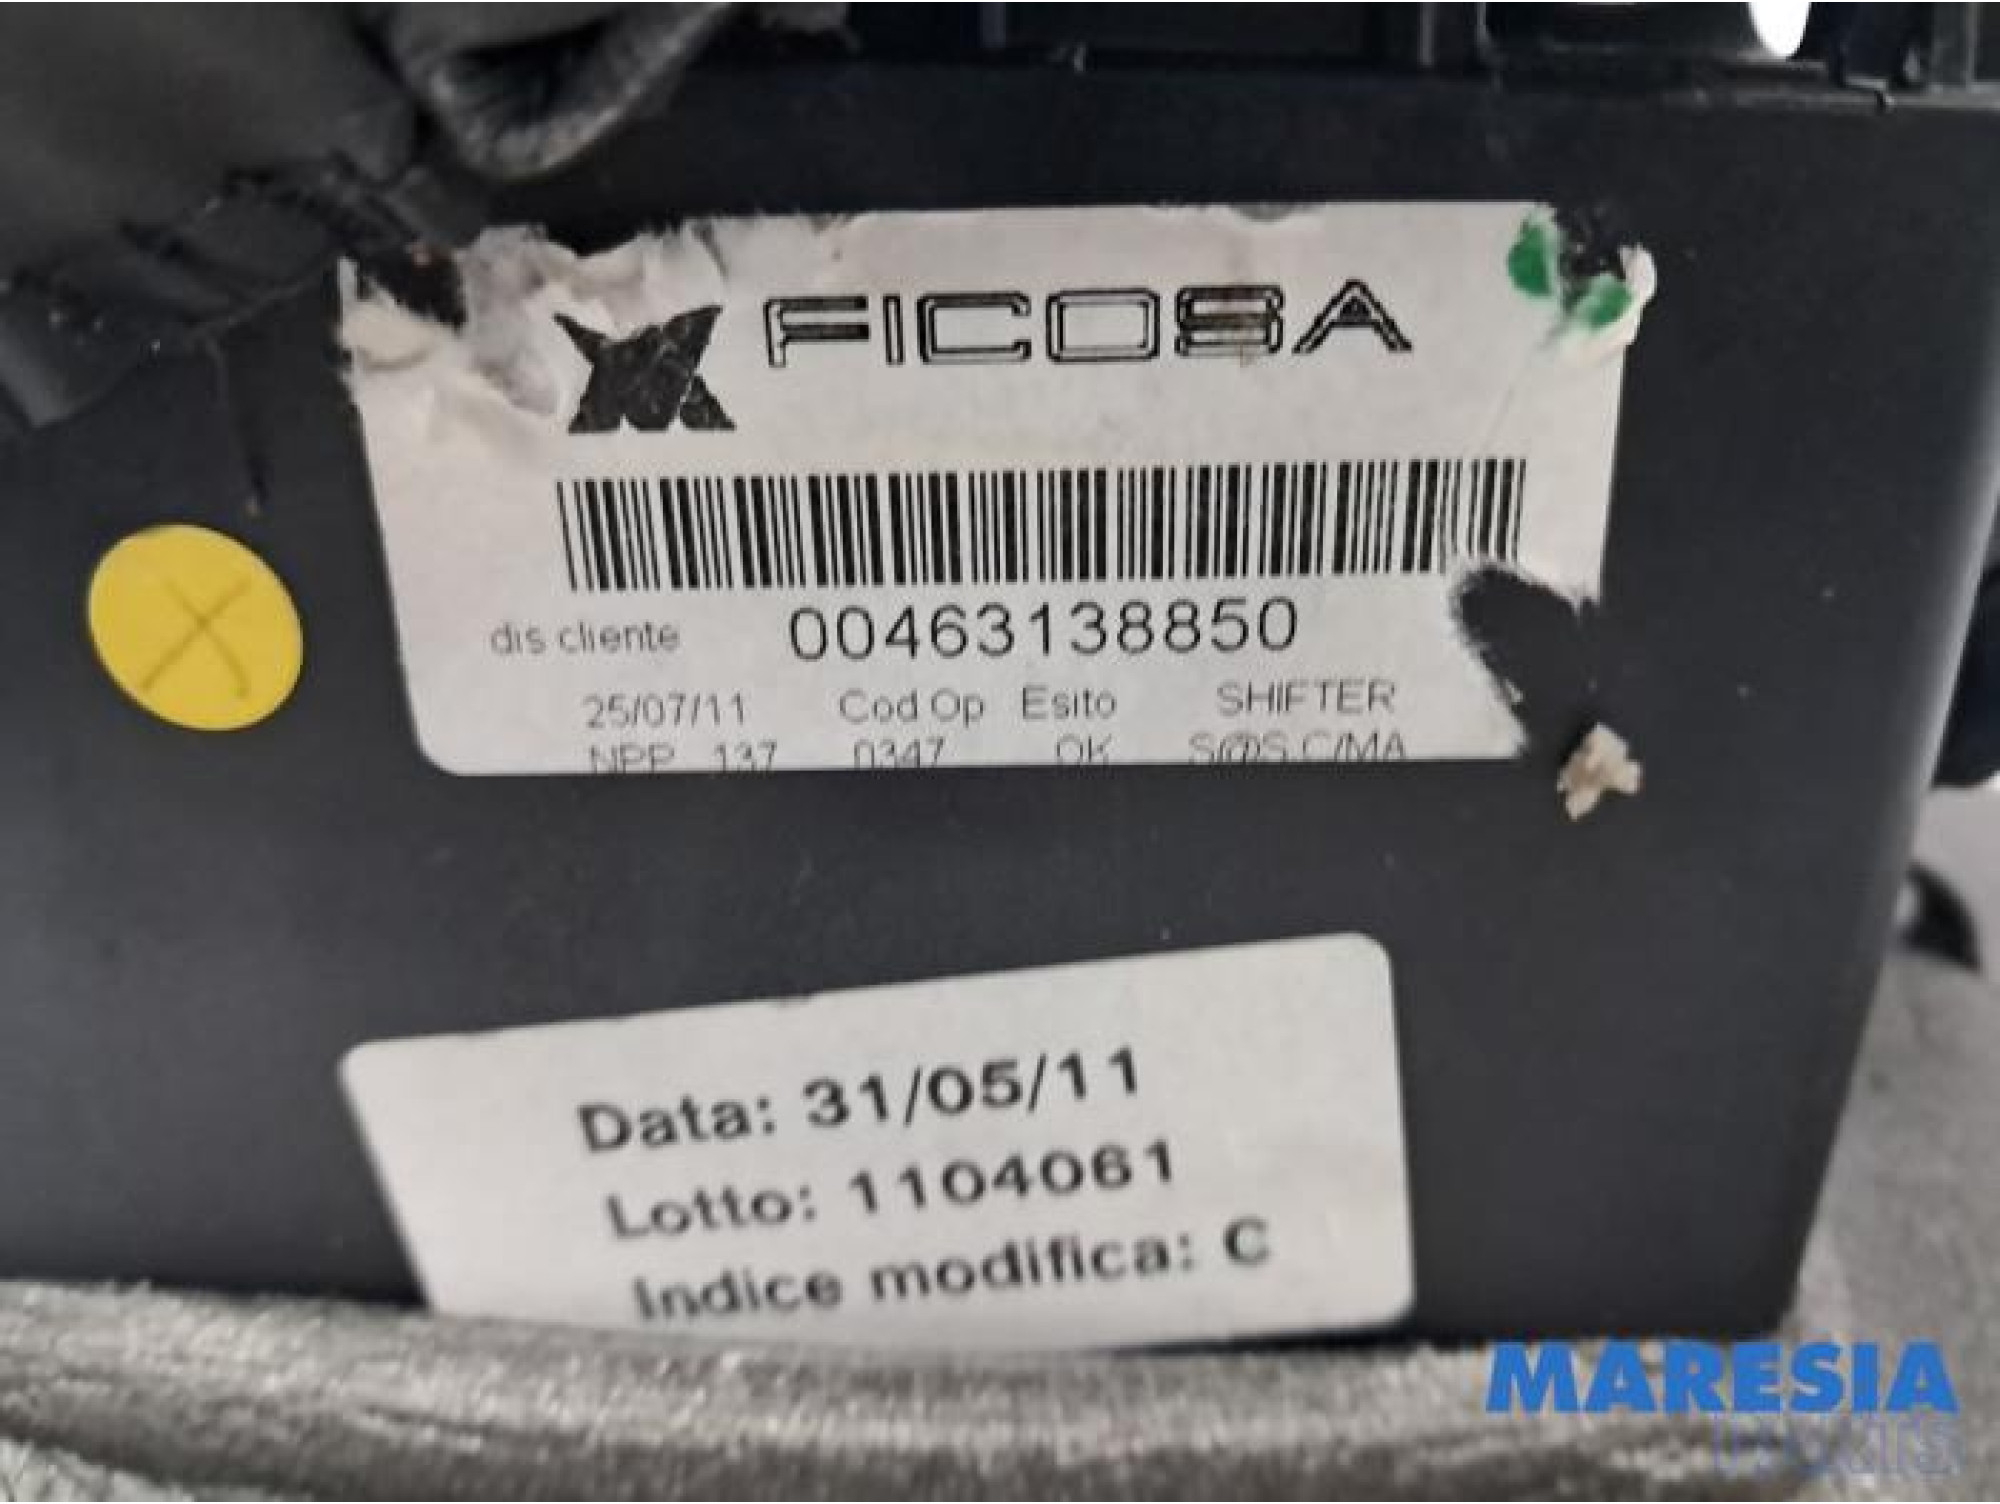 FICOSA
dis cliente 00463138850
25/07/11 Cod Op Esito SHIFTER
NPP 137 0347 OK S@S.C/MA
Data: 31/05/11
Lotto: 1104061
Indice modifica: C
MARESIA
PARTS